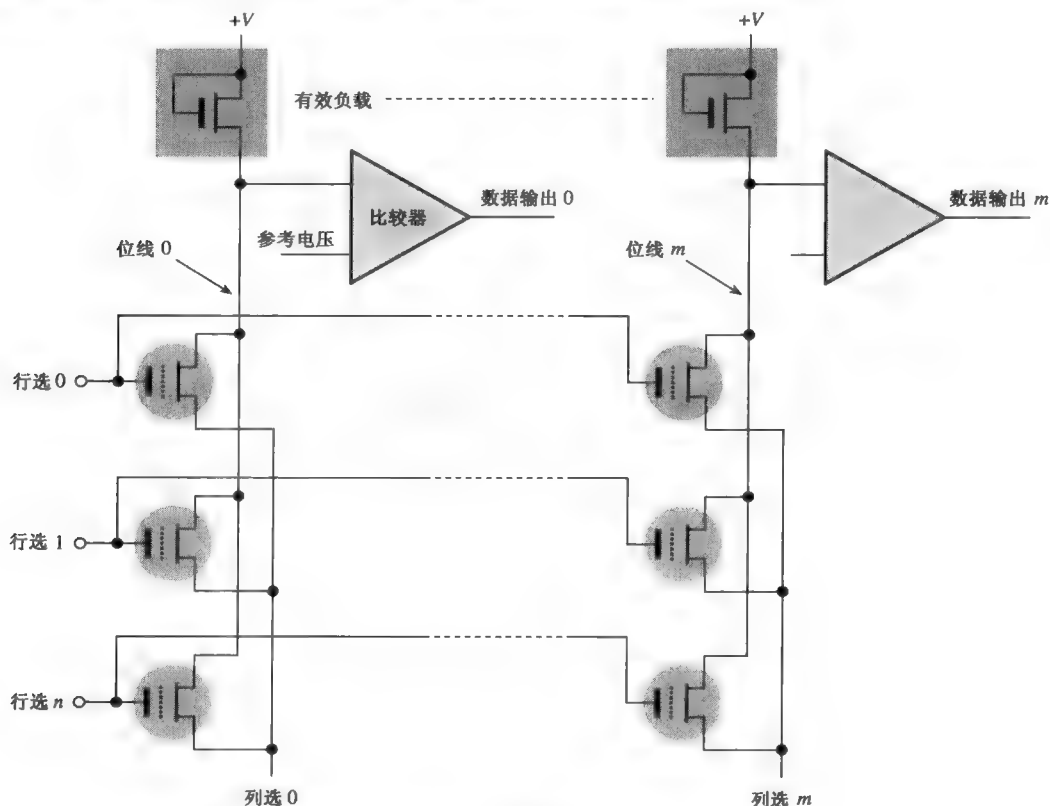 +V
+V
有效负载
比较器
数据输出 0
数据输出 m
参考电压
位线 0
位线 m
行选 0
行选 1
行选 n
列选 0
列选 m